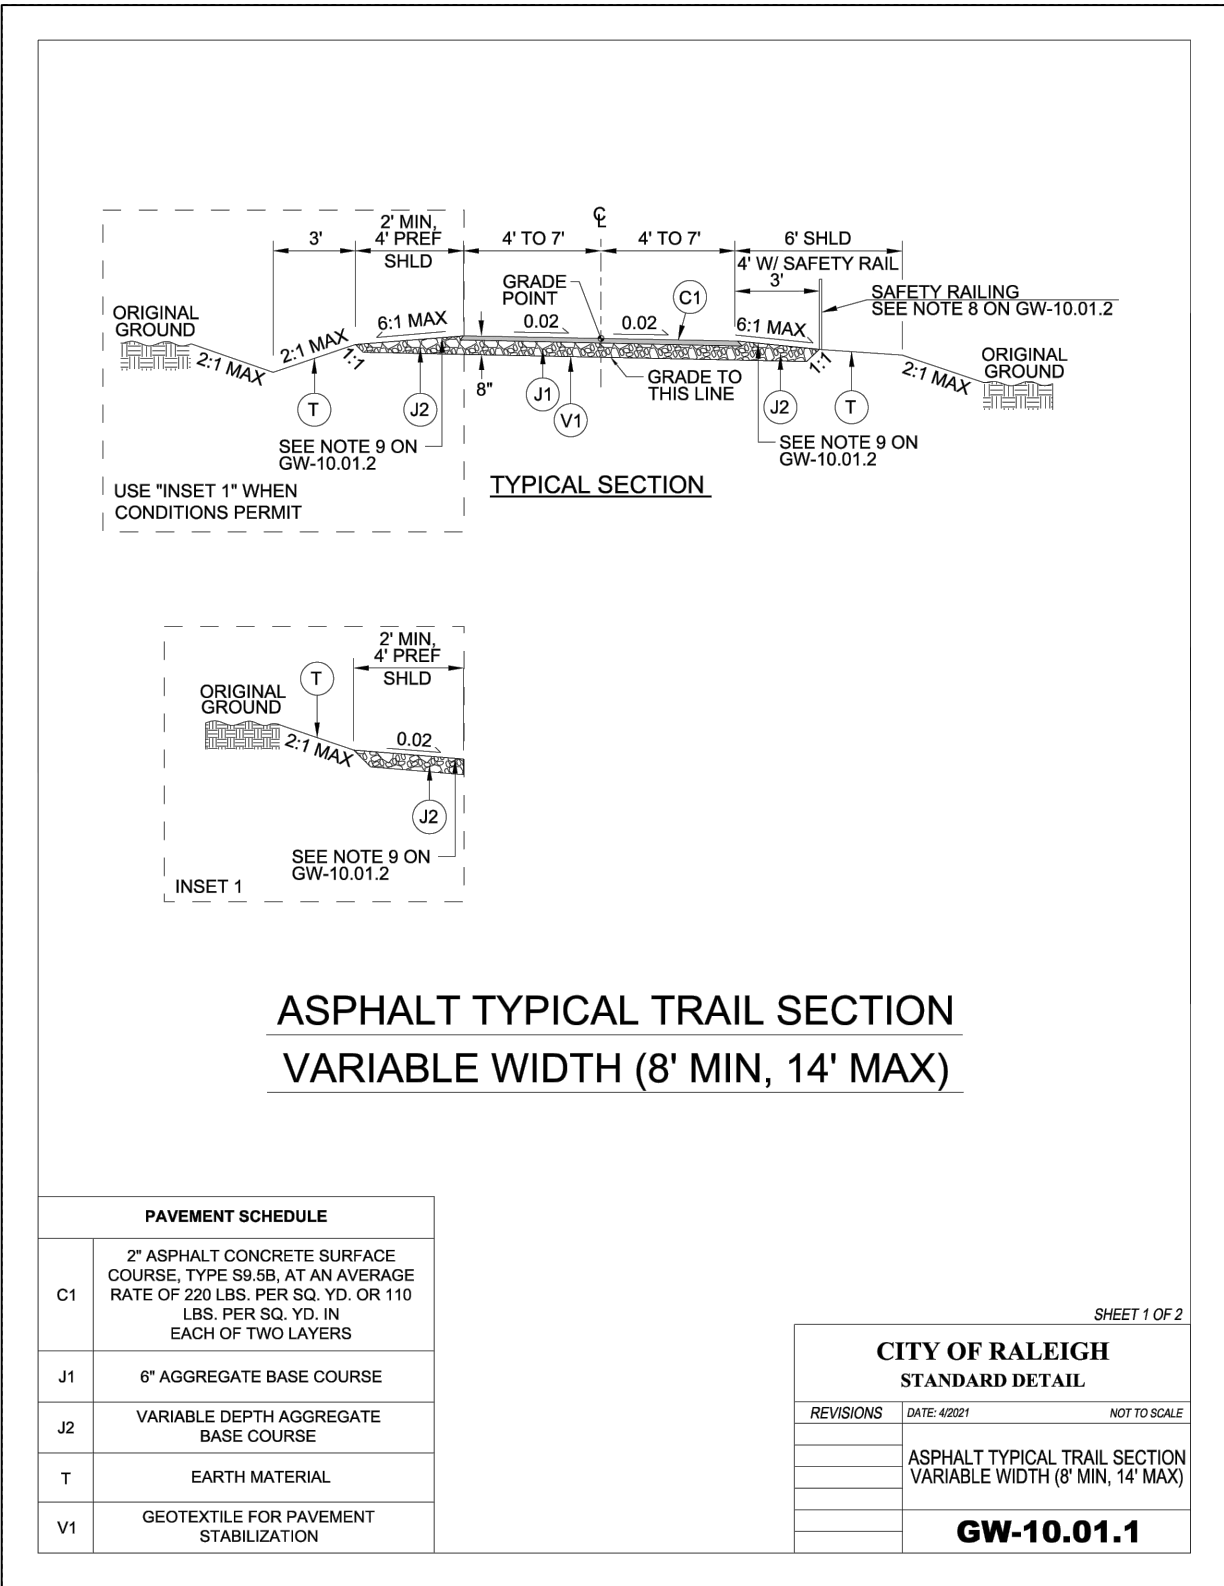 ℄
2' MIN,
4' PREF
SHLD
3'
4' TO 7'
4' TO 7'
6' SHLD
4' W/ SAFETY RAIL
3'
GRADE
POINT
C1
SAFETY RAILING
SEE NOTE 8 ON GW-10.01.2
ORIGINAL
GROUND
6:1 MAX
0.02
0.02
6:1 MAX
2:1 MAX
2:1 MAX
1:1
1:1
2:1 MAX
ORIGINAL
GROUND
8"
GRADE TO
THIS LINE
T
J2
J1
V1
J2
T
SEE NOTE 9 ON
GW-10.01.2
SEE NOTE 9 ON
GW-10.01.2
USE "INSET 1" WHEN
CONDITIONS PERMIT
TYPICAL SECTION
2' MIN,
4' PREF
SHLD
T
ORIGINAL
GROUND
2:1 MAX
0.02
J2
SEE NOTE 9 ON
GW-10.01.2
INSET 1
ASPHALT TYPICAL TRAIL SECTION
VARIABLE WIDTH (8' MIN, 14' MAX)
PAVEMENT SCHEDULE
C1
2" ASPHALT CONCRETE SURFACE
COURSE, TYPE S9.5B, AT AN AVERAGE
RATE OF 220 LBS. PER SQ. YD. OR 110
LBS. PER SQ. YD. IN
EACH OF TWO LAYERS
J1
6" AGGREGATE BASE COURSE
J2
VARIABLE DEPTH AGGREGATE
BASE COURSE
T
EARTH MATERIAL
V1
GEOTEXTILE FOR PAVEMENT
STABILIZATION
SHEET 1 OF 2
CITY OF RALEIGH
STANDARD DETAIL
REVISIONS
DATE: 4/2021
NOT TO SCALE
ASPHALT TYPICAL TRAIL SECTION
VARIABLE WIDTH (8' MIN, 14' MAX)
GW-10.01.1